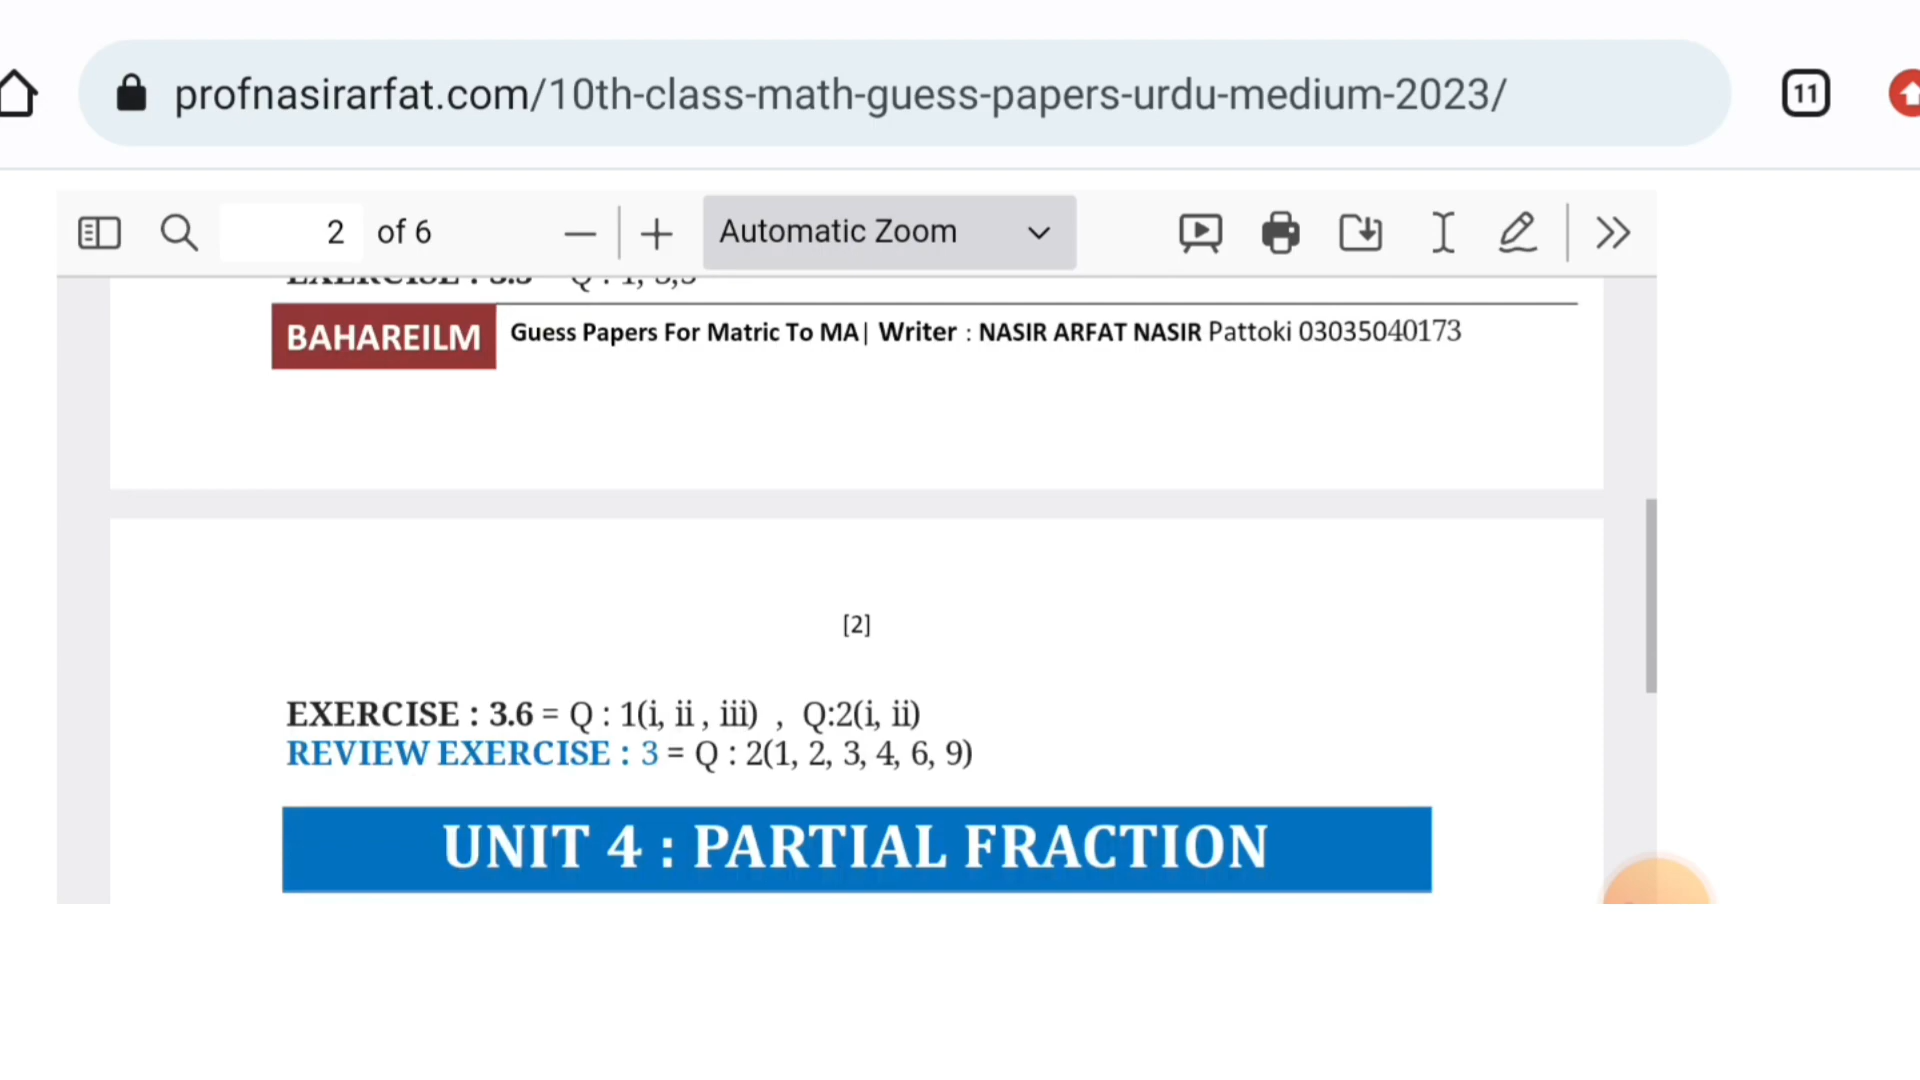 profnasirarfat.com/10th-class-math-guess-papers-urdu-medium-2023/
11
2 of 6
Automatic Zoom
BAHAREILM Guess Papers For Matric To MA| Writer : NASIR ARFAT NASIR Pattoki 03035040173
[2]
EXERCISE : 3.6 = Q : 1(i, ii , iii) , Q:2(i, ii)
REVIEW EXERCISE : 3 = Q : 2(1, 2, 3, 4, 6, 9)
UNIT 4 : PARTIAL FRACTION